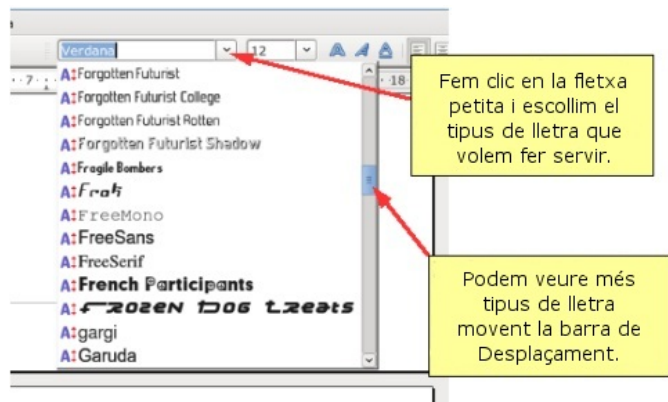 Verdana 12
Forgotten Futurist
Forgotten Futurist College
Forgotten Futurist Rotten
Forgotten Futurist Shadow
Fragile Bombers
Frak
FreeMono
FreeSans
FreeSerif
French Participants
FROZEN DOG TREATS
gargi
Garuda
7
18
Fem clic en la fletxa
petita i escollim el
tipus de lletra que
volem fer servir.
Podem veure més
tipus de lletra
movent la barra de
Desplaçament.